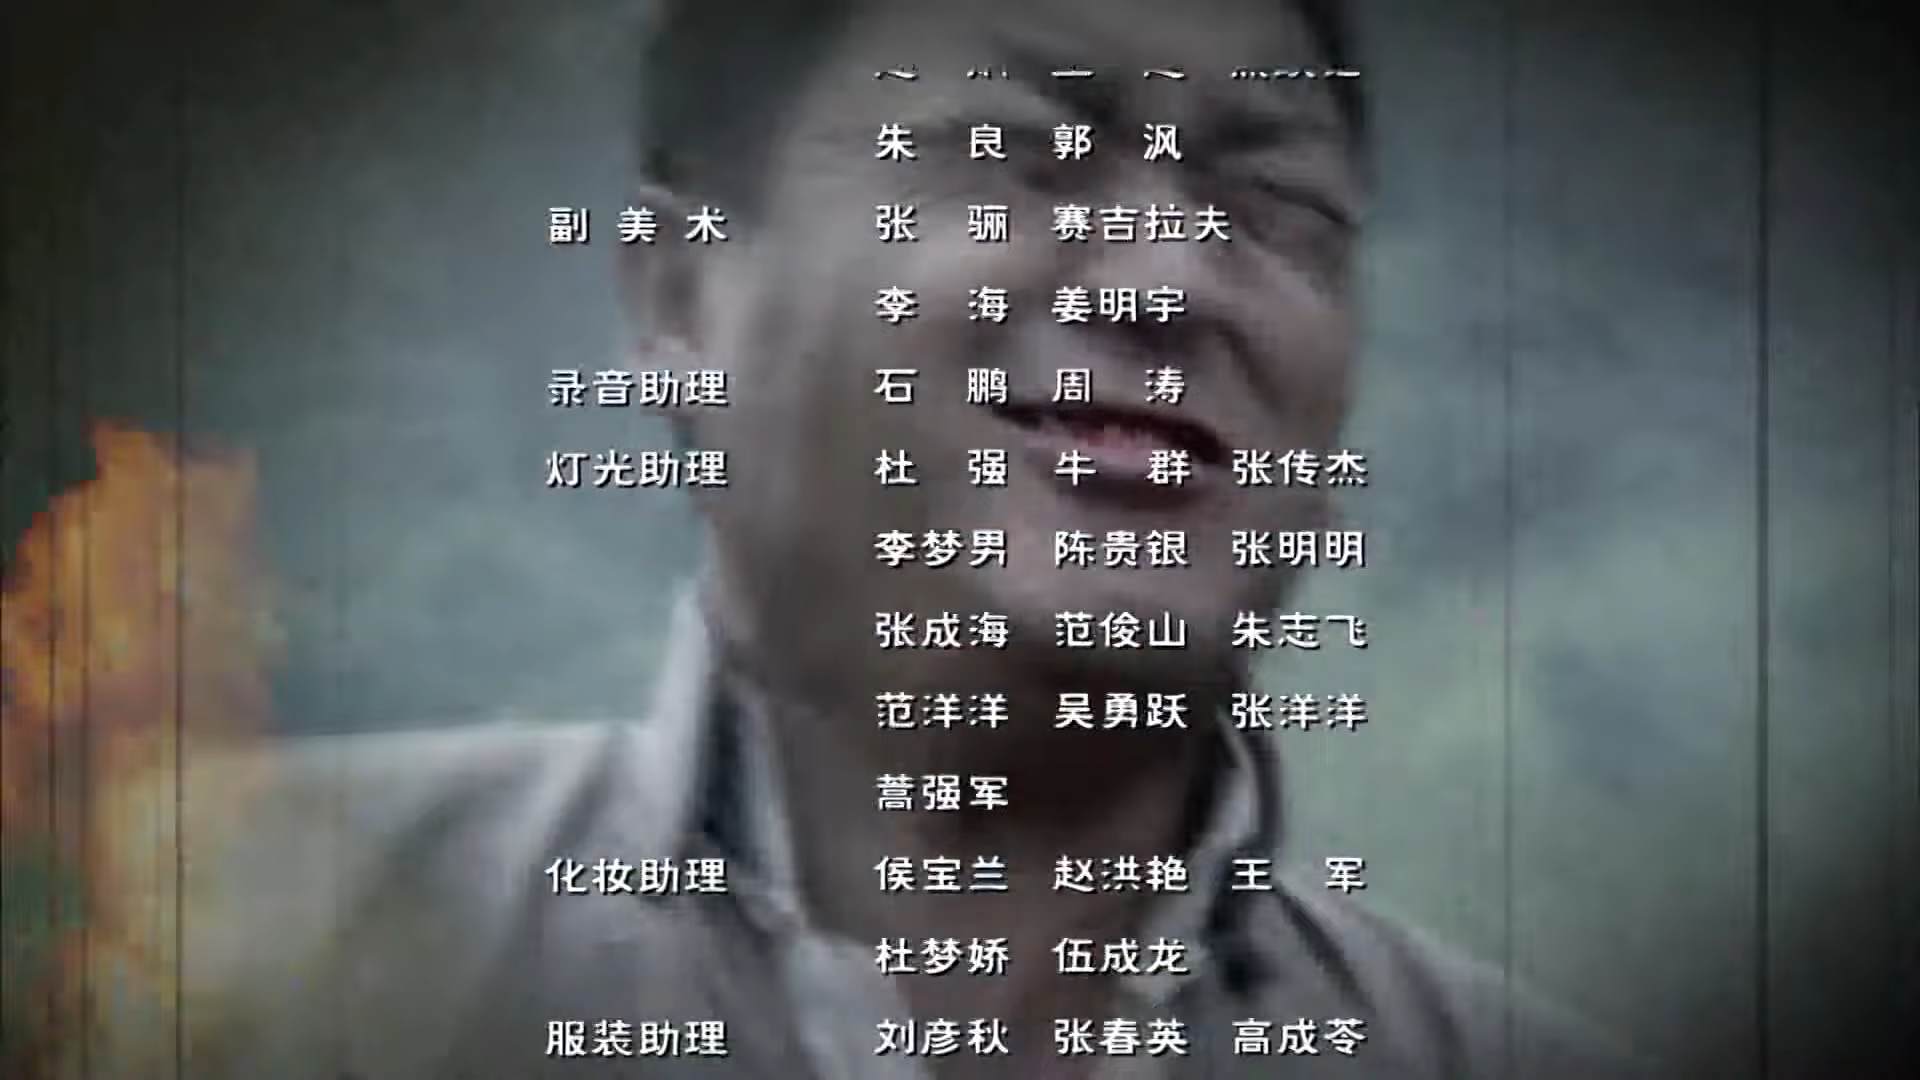 朱 良 郭 沨
副美术 张 骊 赛吉拉夫
李 海 姜明宇
录音助理 石 鹏 周 涛
灯光助理 杜 强 牛 群 张传杰
李梦男 陈贵银 张明明
张成海 范俊山 朱志飞
范洋洋 吴勇跃 张洋洋
蒿强军
化妆助理 侯宝兰 赵洪艳 王 军
杜梦娇 伍成龙
服装助理 刘彦秋 张春英 高成苓